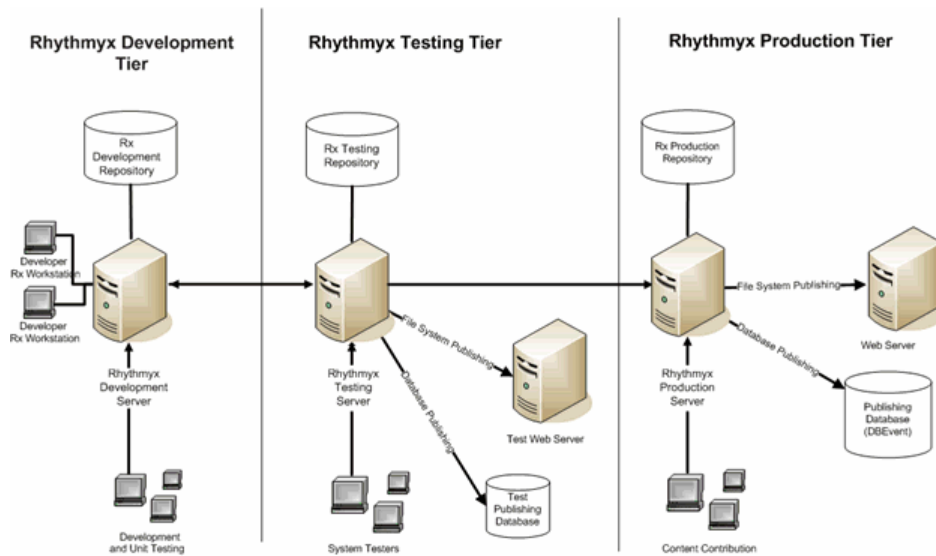 Rhythmyx Development
Tier
Rhythmyx Testing Tier
Rhythmyx Production Tier
Rx
Development
Repository
Rx Testing
Repository
Rx Production
Repository
Developer
Rx Workstation
Developer
Rx Workstation
File System Publishing
Database Publishing
File System Publishing
Database Publishing
Web Server
Rhythmyx
Development
Server
Rhythmyx
Testing
Server
Rhythmyx
Production
Server
Test Web Server
Publishing
Database
(DBEvent)
Test
Publishing
Database
Development
and Unit Testing
System Testers
Content Contribution